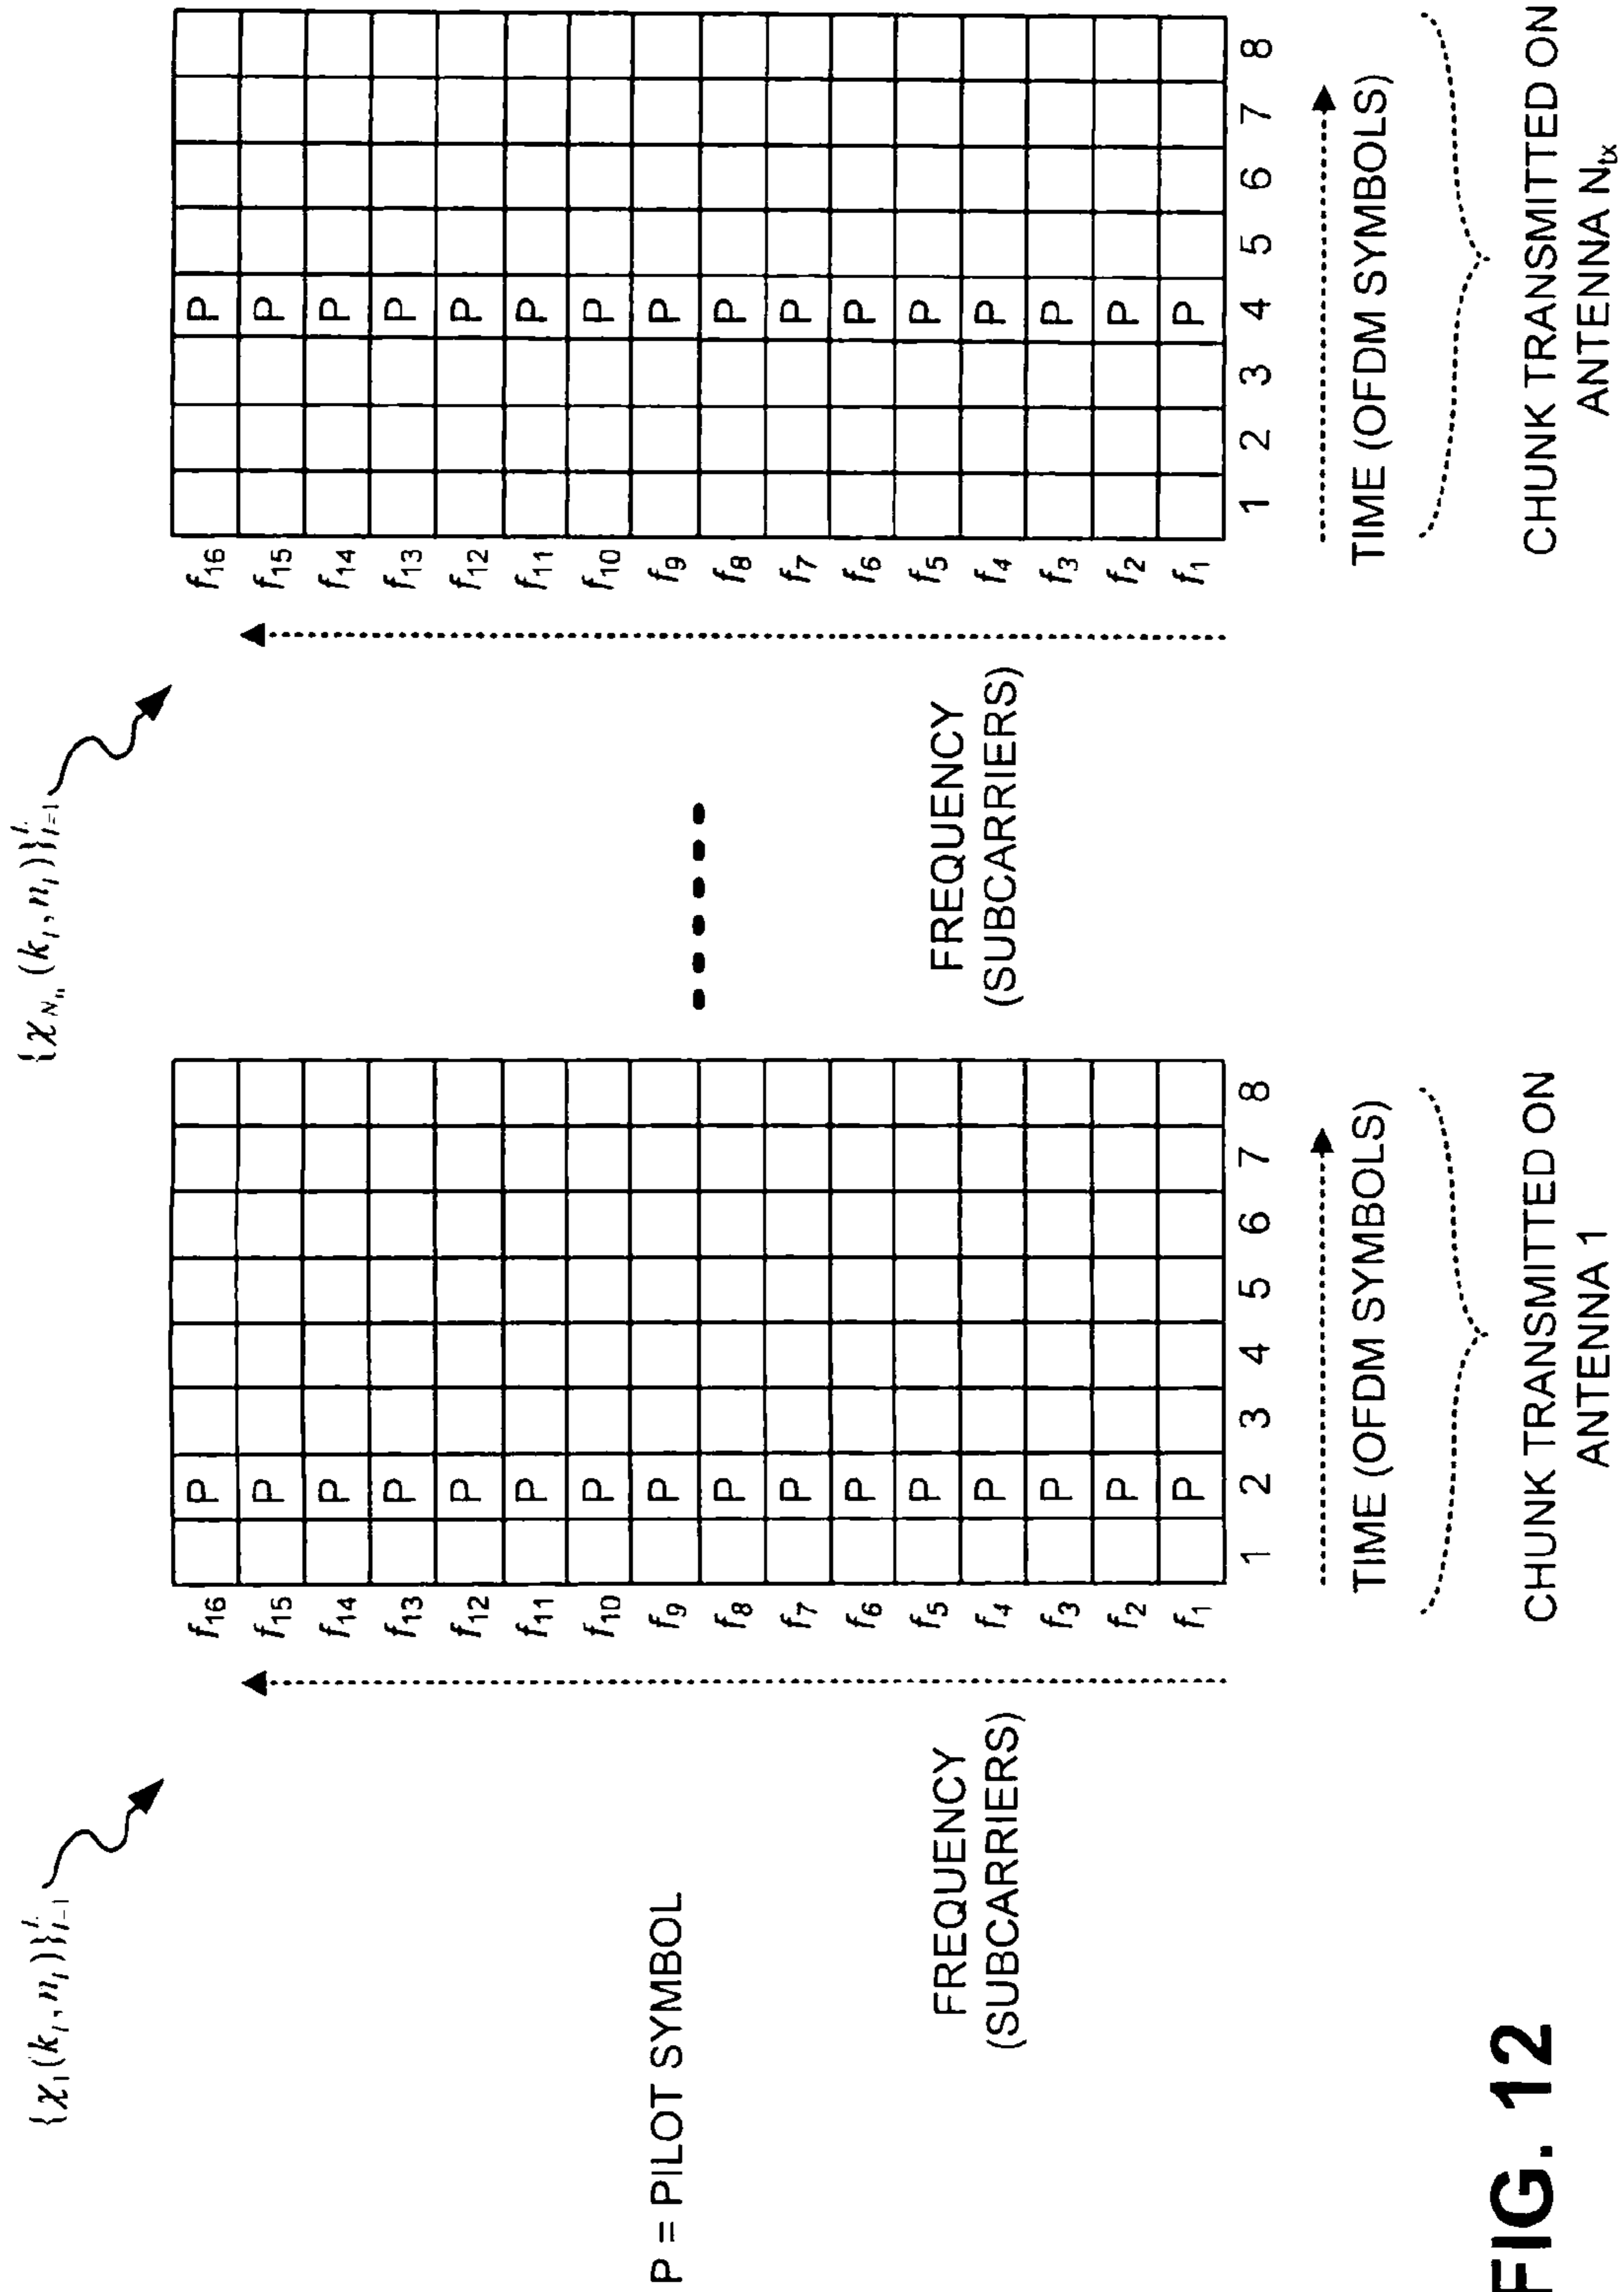 {χ₁(kₗ, nₗ)}ᴸₗ₌₁
P = PILOT SYMBOL
FREQUENCY
(SUBCARRIERS)
f₁₆ P
f₁₅ P
f₁₄ P
f₁₃ P
f₁₂ P
f₁₁ P
f₁₀ P
f₉ P
f₈ P
f₇ P
f₆ P
f₅ P
f₄ P
f₃ P
f₂ P
f₁ P
1 2 3 4 5 6 7 8
TIME (OFDM SYMBOLS)
CHUNK TRANSMITTED ON
ANTENNA 1
{χ_Nₜₓ(kₗ, nₗ)}ᴸₗ₌₁
FREQUENCY
(SUBCARRIERS)
f₁₆ P
f₁₅ P
f₁₄ P
f₁₃ P
f₁₂ P
f₁₁ P
f₁₀ P
f₉ P
f₈ P
f₇ P
f₆ P
f₅ P
f₄ P
f₃ P
f₂ P
f₁ P
1 2 3 4 5 6 7 8
TIME (OFDM SYMBOLS)
CHUNK TRANSMITTED ON
ANTENNA Nₜₓ
FIG. 12